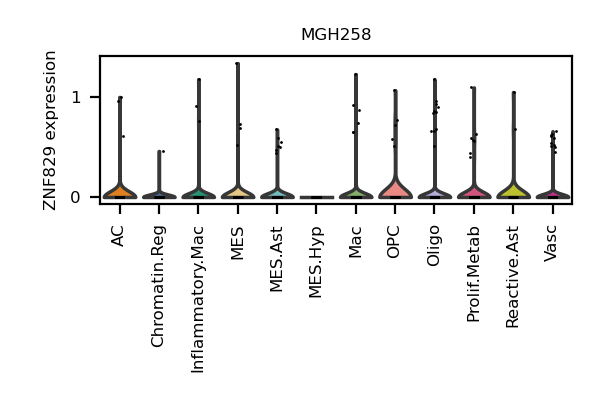 MGH258
ZNF829 expression
1
0
AC
Chromatin.Reg
Inflammatory.Mac
MES
MES.Ast
MES.Hyp
Mac
OPC
Oligo
Prolif.Metab
Reactive.Ast
Vasc